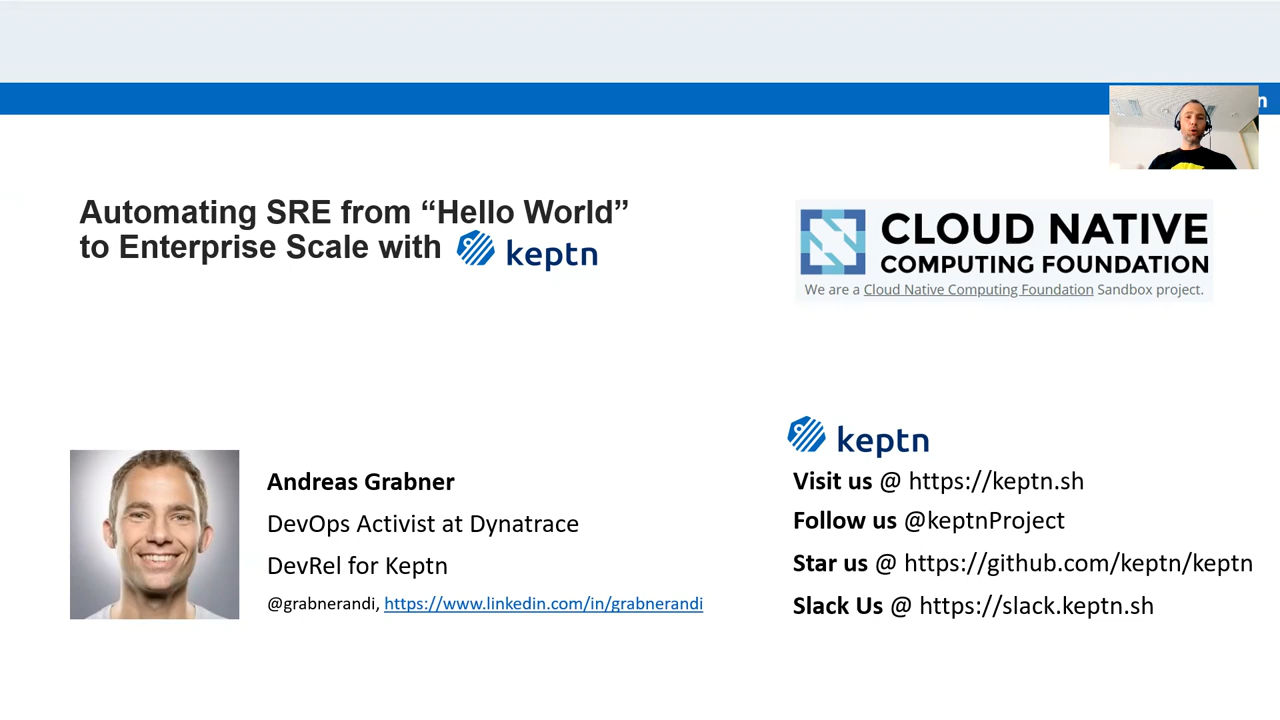 n
Automating SRE from “Hello World”
to Enterprise Scale with keptn
CLOUD NATIVE
COMPUTING FOUNDATION
We are a Cloud Native Computing Foundation Sandbox project.
Andreas Grabner
DevOps Activist at Dynatrace
DevRel for Keptn
@grabnerandi, https://www.linkedin.com/in/grabnerandi
keptn
Visit us @ https://keptn.sh
Follow us @keptnProject
Star us @ https://github.com/keptn/keptn
Slack Us @ https://slack.keptn.sh